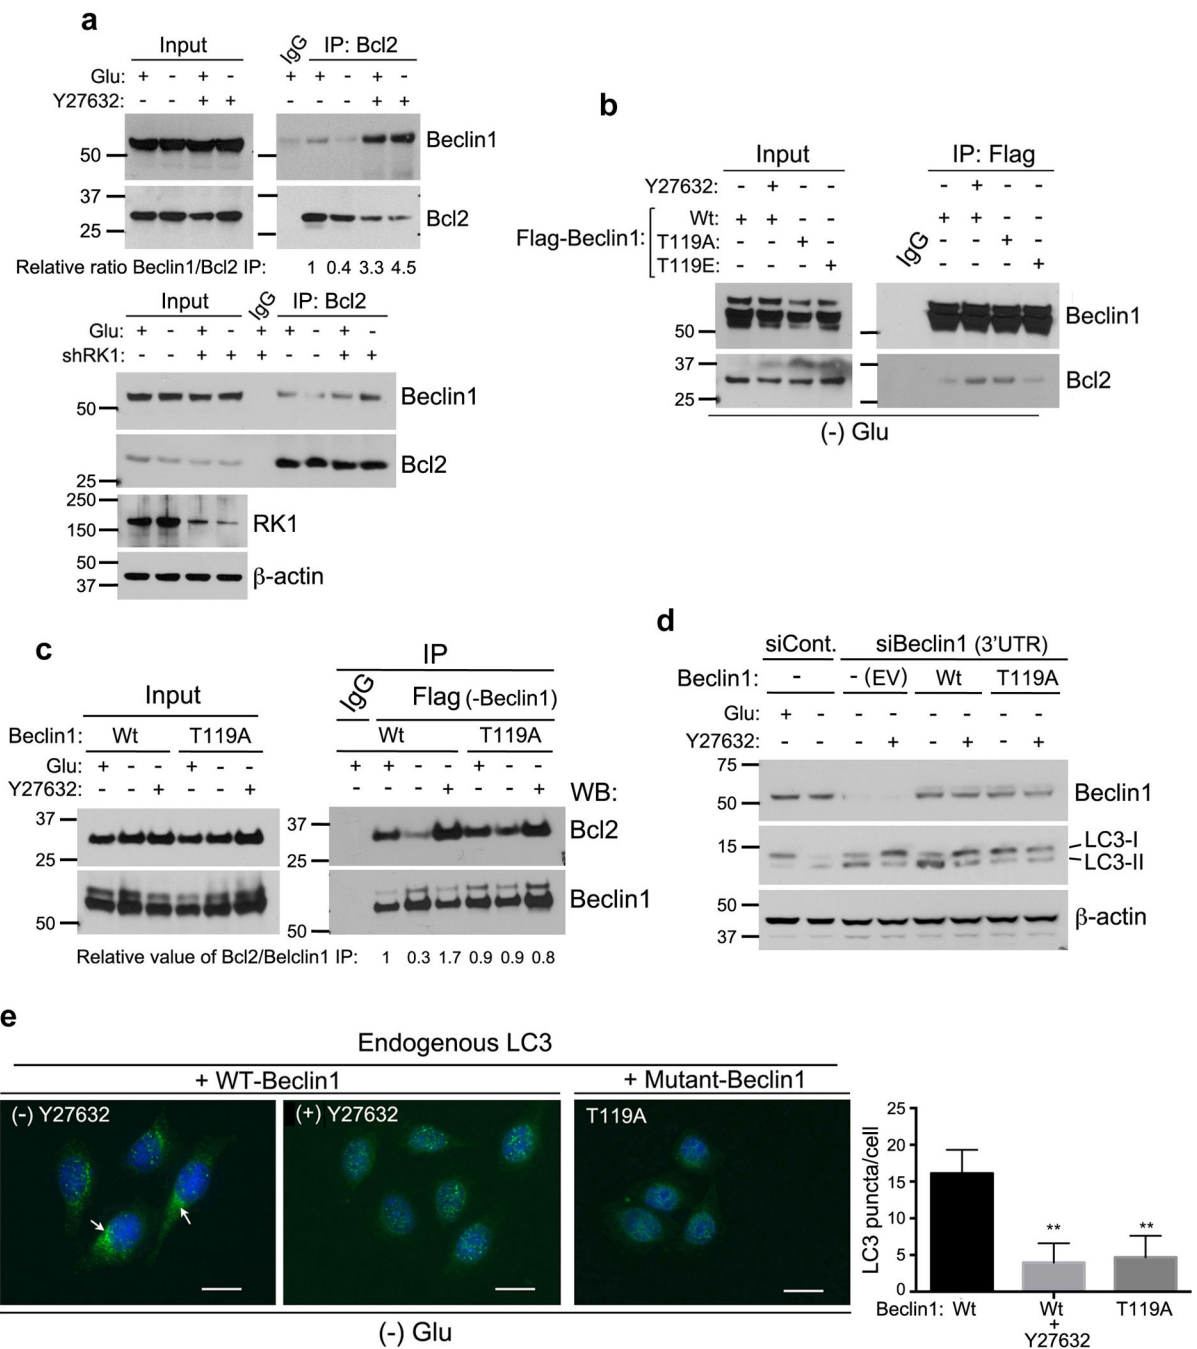 a
Input IgG IP: Bcl2
Glu: + - + - + + - + -
Y27632: - - + + - - - + +
Beclin1
50
37
Bcl2
25
Relative ratio Beclin1/Bcl2 IP: 1 0.4 3.3 4.5
Input IgG IP: Bcl2
Glu: + - + - + + - + -
shRK1: - - + + + - - + +
Beclin1
50
Bcl2
25
250
RK1
150
50
β-actin
37
b
Input IP: Flag
Y27632: - + - - - + - -
Flag-Beclin1: Wt: + + - - IgG + + - -
T119A: - - + - - - + -
T119E: - - - + - - - +
Beclin1
50
37
Bcl2
25
(-) Glu
c
IP
Input IgG Flag (-Beclin1)
Beclin1: Wt T119A Wt T119A
Glu: + - - + - - + + - - + - -
Y27632: - - + - - + - - - + - - + WB:
37 37 Bcl2
25 25
Beclin1
50 50
Relative value of Bcl2/Belclin1 IP: 1 0.3 1.7 0.9 0.9 0.8
d
siCont. siBeclin1 (3'UTR)
Beclin1: - - (EV) Wt T119A
Glu: + - - - - - - -
Y27632: - - - + - + - +
75
Beclin1
50
15 LC3-I
LC3-II
50
β-actin
37
e
Endogenous LC3
+ WT-Beclin1 + Mutant-Beclin1
(-) Y27632 (+) Y27632 T119A
(-) Glu
LC3 puncta/cell
25
20
15
10
5
0
** **
Beclin1: Wt Wt T119A
+
Y27632